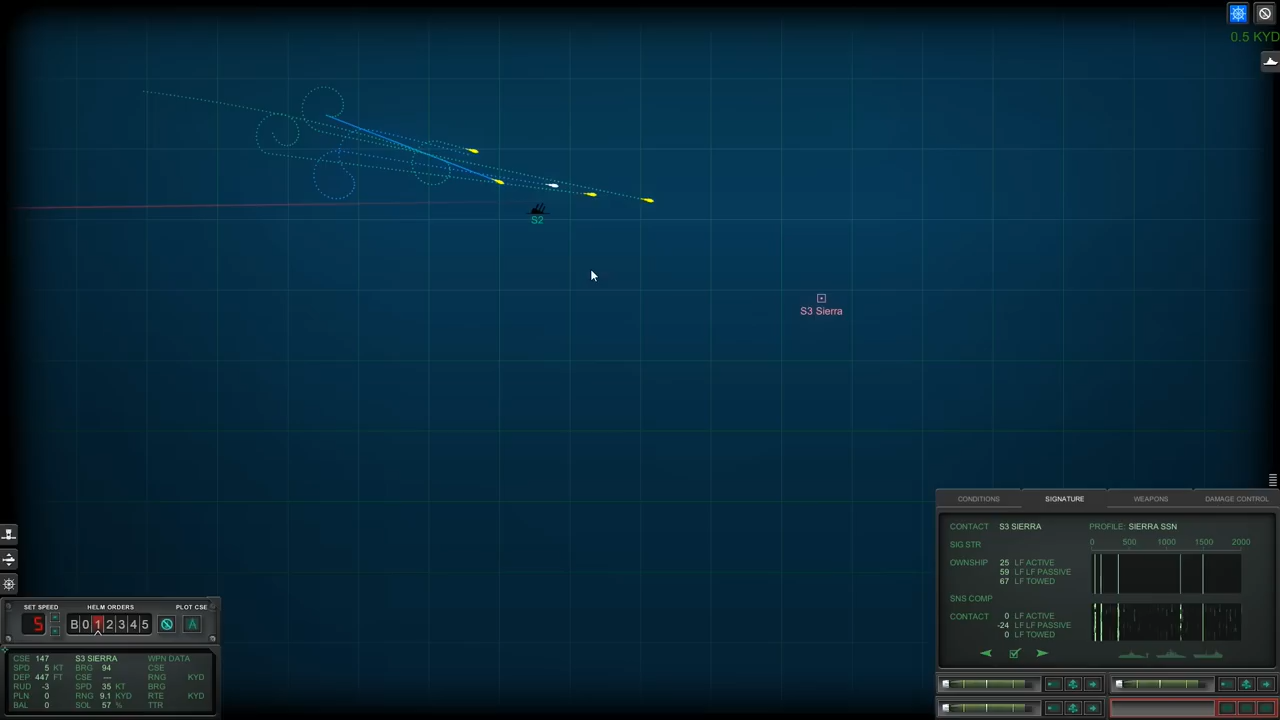 0.5 KYD
S2
S3 Sierra
CONDITIONS SIGNATURE WEAPONS DAMAGE CONTROL
CONTACT S3 SIERRA PROFILE: SIERRA SSN
SIG STR 0 500 1000 1500 2000
OWNSHIP 25 LF ACTIVE
59 LF LF PASSIVE
67 LF TOWED
SNS COMP
CONTACT 0 LF ACTIVE
-24 LF LF PASSIVE
0 LF TOWED
SET SPEED HELM ORDERS PLOT CSE
5 B 0 1 2 3 4 5 A
CSE 147 S3 SIERRA WPN DATA
SPD 5 KT BRG 94 CSE
DEP 447 FT CSE --- RNG KYD
RUD -3 SPD 35 KT BRG
PLN 0 RNG 9.1 KYD RTE KYD
BAL 0 SOL 57 % TTR